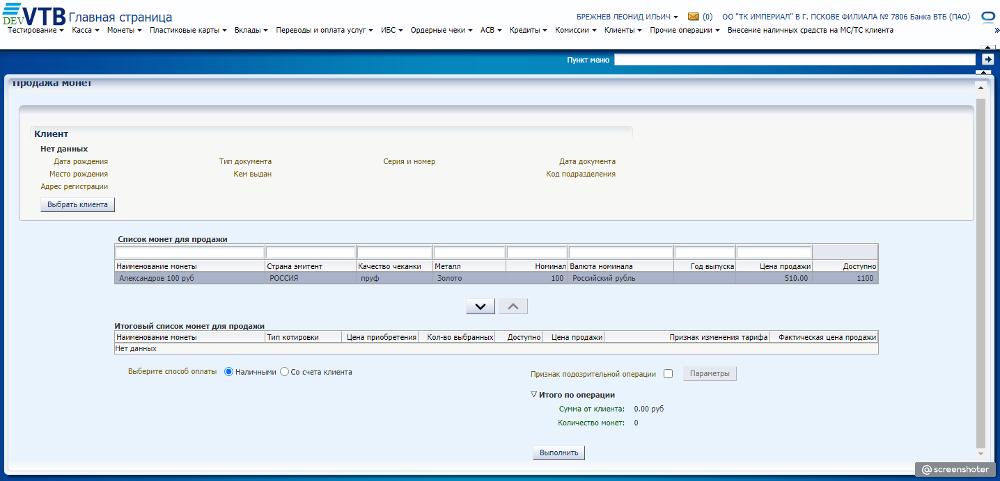 DEV VTB Главная страница
БРЕЖНЕВ ЛЕОНИД ИЛЬИЧ (0) ОО "ТК ИМПЕРИАЛ" В Г. ПСКОВЕ ФИЛИАЛА № 7806 Банка ВТБ (ПАО)
Тестирование Касса Монеты Пластиковые карты Вклады Переводы и оплата услуг ИБС Ордерные чеки АСВ Кредиты Комиссии Клиенты Прочие операции Внесение наличных средств на МС/ТС клиента »
Пункт меню
Продажа монет
Клиент
Нет данных
Дата рождения Тип документа Серия и номер Дата документа
Место рождения Кем выдан Код подразделения
Адрес регистрации
Выбрать клиента
Список монет для продажи
Наименование монеты Страна эмитент Качество чеканки Металл Номинал Валюта номинала Год выпуска Цена продажи Доступно
Александров 100 руб РОССИЯ пруф Золото 100 Российский рубль 510.00 1100
Итоговый список монет для продажи
Наименование монеты Тип котировки Цена приобретения Кол-во выбранных Доступно Цена продажи Признак изменения тарифа Фактическая цена продажи
Нет данных
Выберите способ оплаты Наличными Со счета клиента
Признак подозрительной операции Параметры
Итого по операции
Сумма от клиента: 0.00 руб
Количество монет: 0
Выполнить
@screenshoter